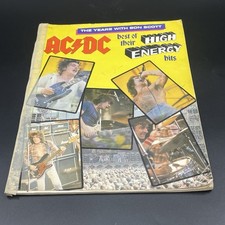 THE YEARS WITH BON SCOTT
AC/DC
best of
their
HIGH
ENERGY
hits